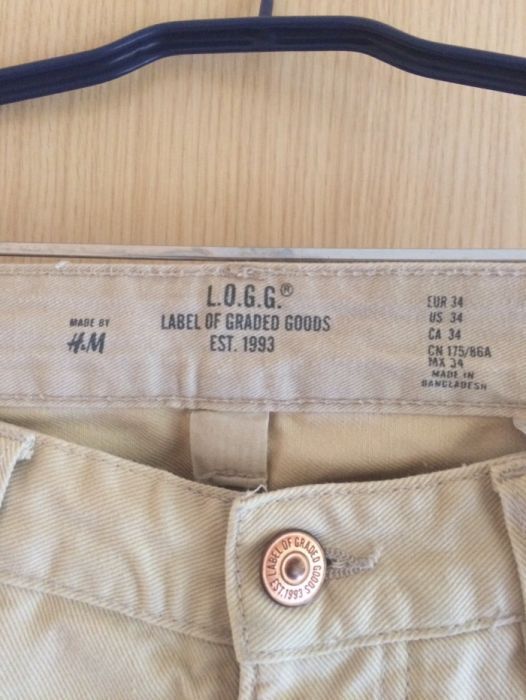 MADE BY
H&M
L.O.G.G.®
LABEL OF GRADED GOODS
EST. 1993
EUR 34
US 34
CA 34
CN 175/86A
MX 34
MADE IN
BANGLADESH
LABEL OF GRADED GOODS
EST. 1993